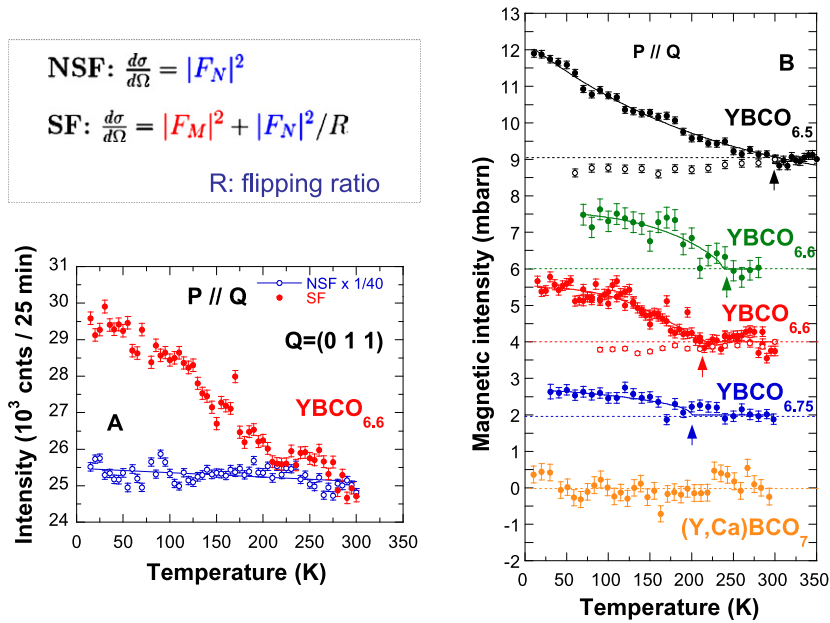 NSF: dσ/dΩ = |F_N|²
SF: dσ/dΩ = |F_M|² + |F_N|²/R
R: flipping ratio
31
30
29
28
27
26
25
24
0 50 100 150 200 250 300 350
Intensity (10³ cnts / 25 min)
Temperature (K)
P // Q
NSF x 1/40
SF
Q=(0 1 1)
YBCO₆.₆
A
13
12
11
10
9
8
7
6
5
4
3
2
1
0
-1
-2
0 50 100 150 200 250 300 350
Magnetic intensity (mbarn)
Temperature (K)
P // Q
B
YBCO₆.₅
YBCO₆.₆
YBCO₆.₆
YBCO₆.₇₅
(Y,Ca)BCO₇